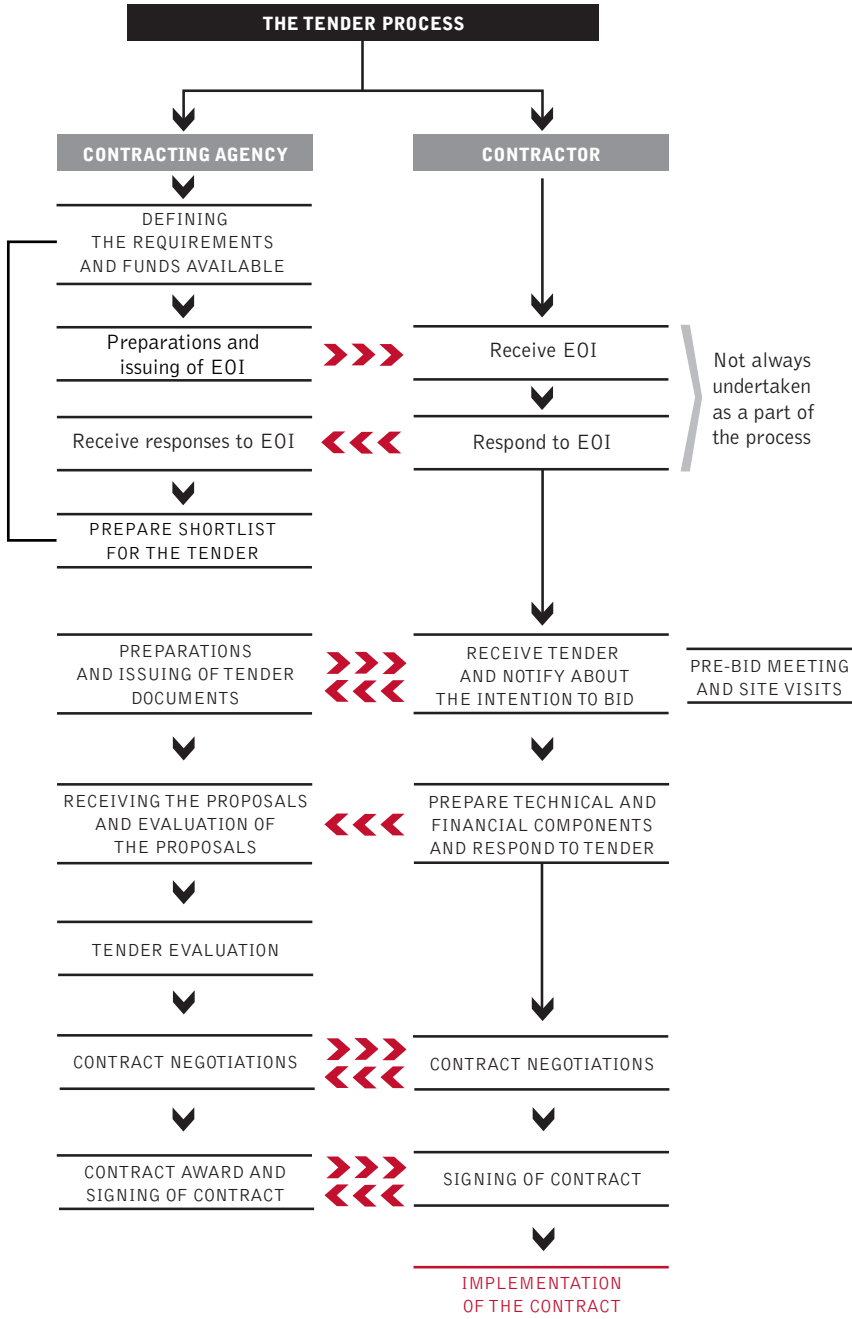 THE TENDER PROCESS
CONTRACTING AGENCY
CONTRACTOR
DEFINING
THE REQUIREMENTS
AND FUNDS AVAILABLE
Preparations and
issuing of EOI
Receive EOI
Not always
undertaken
as a part of
the process
Receive responses to EOI
Respond to EOI
PREPARE SHORTLIST
FOR THE TENDER
PREPARATIONS
AND ISSUING OF TENDER
DOCUMENTS
RECEIVE TENDER
AND NOTIFY ABOUT
THE INTENTION TO BID
PRE-BID MEETING
AND SITE VISITS
RECEIVING THE PROPOSALS
AND EVALUATION OF
THE PROPOSALS
PREPARE TECHNICAL AND
FINANCIAL COMPONENTS
AND RESPOND TO TENDER
TENDER EVALUATION
CONTRACT NEGOTIATIONS
CONTRACT NEGOTIATIONS
CONTRACT AWARD AND
SIGNING OF CONTRACT
SIGNING OF CONTRACT
IMPLEMENTATION
OF THE CONTRACT